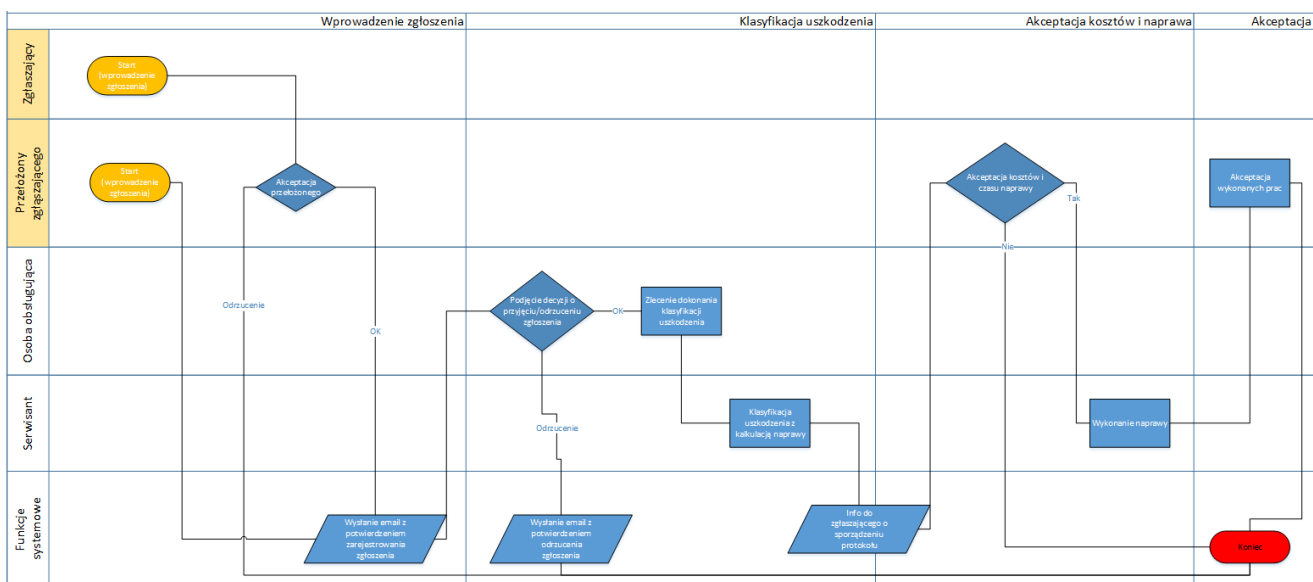 Wprowadzenie zgłoszenia
Klasyfikacja uszkodzenia
Akceptacja kosztów i naprawa
Akceptacja
Zgłaszający
Start
(wprowadzenie
zgłoszenia)
Przełożony
zgłąszającego
Start
(wprowadzenie
zgłoszenia)
Akceptacja
przełożonego
Akceptacja kosztów i
czasu naprawy
Akceptacja
wykonanych prac
Tak
Nie
Odrzucenie
OK
Osoba obsługująca
Podjęcie decyzji o
przyjęciu/odrzuceniu
zgłoszenia
OK
Zlecenie dokonania
klasyfikacji
uszkodzenia
Serwisant
Odrzucenie
Klasyfikacja
uszkodzenia z
kalkulacją naprawy
Wykonanie naprawy
Funkcje
systemowe
Wysłanie email z
potwierdzeniem
zarejestrowania
zgłoszenia
Wysłanie email z
potwierdzeniem
odrzucenia
zgłoszenia
Info do
zgłaszającego o
sporządzeniu
protokołu
Koniec